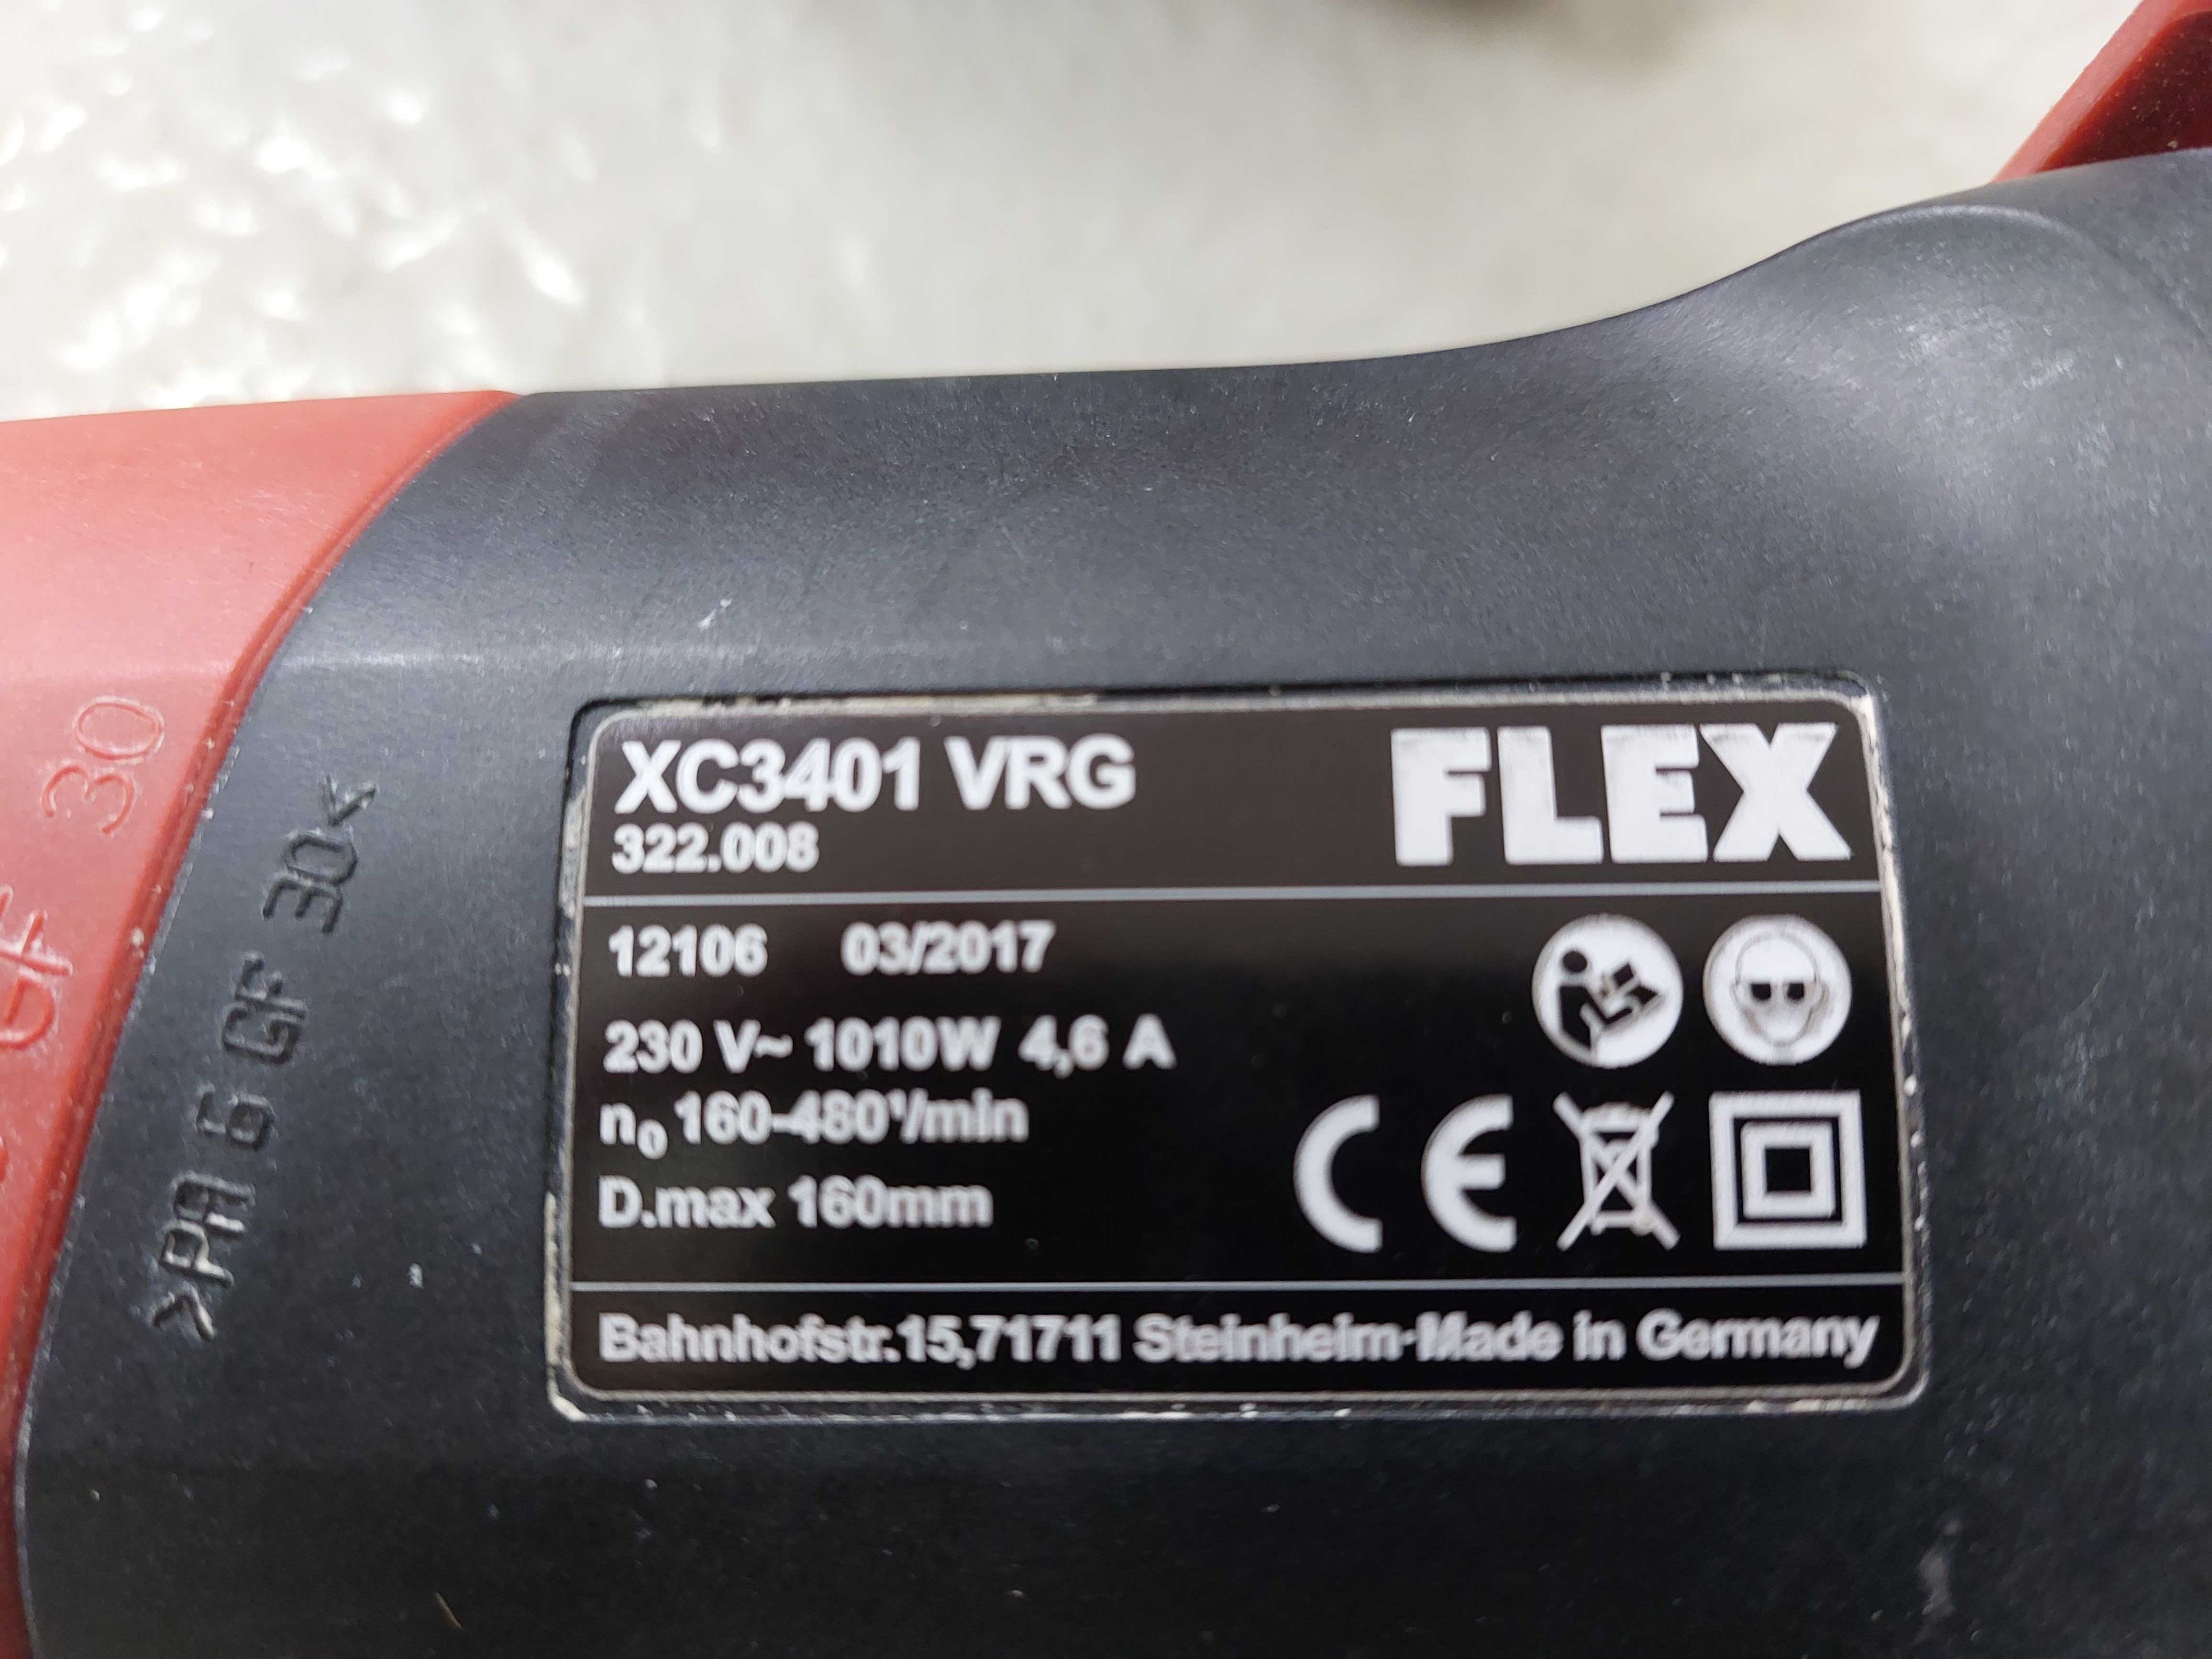 XC3401 VRG
322.008
FLEX
12106 03/2017
230 V~ 1010W 4,6 A
n₀ 160-480¹/min
D.max 160mm
CE
Bahnhofstr.15,71711 Steinheim·Made in Germany
>PA 6 GF 30<
GF 30